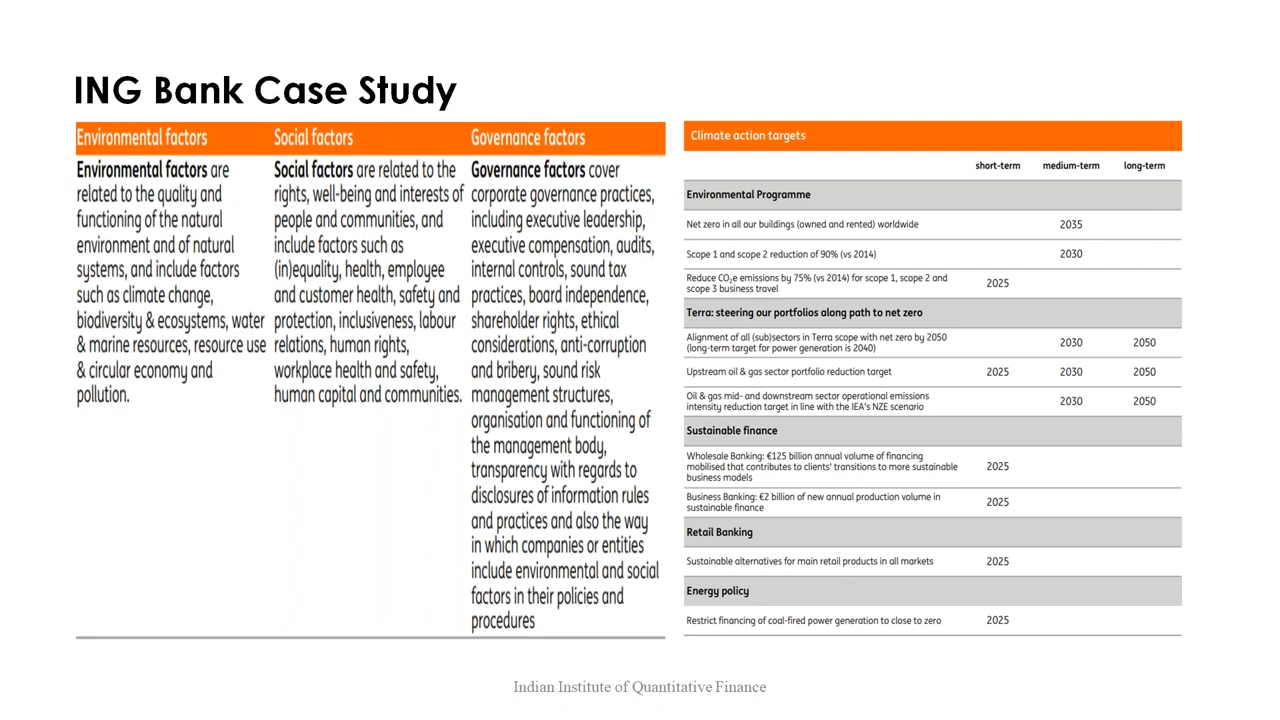 ING Bank Case Study
Environmental factors
Environmental factors are
related to the quality and
functioning of the natural
environment and of natural
systems, and include factors
such as climate change,
biodiversity & ecosystems, water
& marine resources, resource use
& circular economy and
pollution.
Social factors
Social factors are related to the
rights, well-being and interests of
people and communities, and
include factors such as
(in)equality, health, employee
and customer health, safety and
protection, inclusiveness, labour
relations, human rights,
workplace health and safety,
human capital and communities.
Governance factors
Governance factors cover
corporate governance practices,
including executive leadership,
executive compensation, audits,
internal controls, sound tax
practices, board independence,
shareholder rights, ethical
considerations, anti-corruption
and bribery, sound risk
management structures,
organisation and functioning of
the management body,
transparency with regards to
disclosures of information rules
and practices and also the way
in which companies or entities
include environmental and social
factors in their policies and
procedures
Climate action targets
short-term medium-term long-term
Environmental Programme
Net zero in all our buildings (owned and rented) worldwide 2035
Scope 1 and scope 2 reduction of 90% (vs 2014) 2030
Reduce CO₂e emissions by 75% (vs 2014) for scope 1, scope 2 and
scope 3 business travel 2025
Terra: steering our portfolios along path to net zero
Alignment of all (sub)sectors in Terra scope with net zero by 2050
(long-term target for power generation is 2040) 2030 2050
Upstream oil & gas sector portfolio reduction target 2025 2030 2050
Oil & gas mid- and downstream sector operational emissions
intensity reduction target in line with the IEA's NZE scenario 2030 2050
Sustainable finance
Wholesale Banking: €125 billion annual volume of financing
mobilised that contributes to clients' transitions to more sustainable 2025
business models
Business Banking: €2 billion of new annual production volume in
sustainable finance 2025
Retail Banking
Sustainable alternatives for main retail products in all markets 2025
Energy policy
Restrict financing of coal-fired power generation to close to zero 2025
Indian Institute of Quantitative Finance